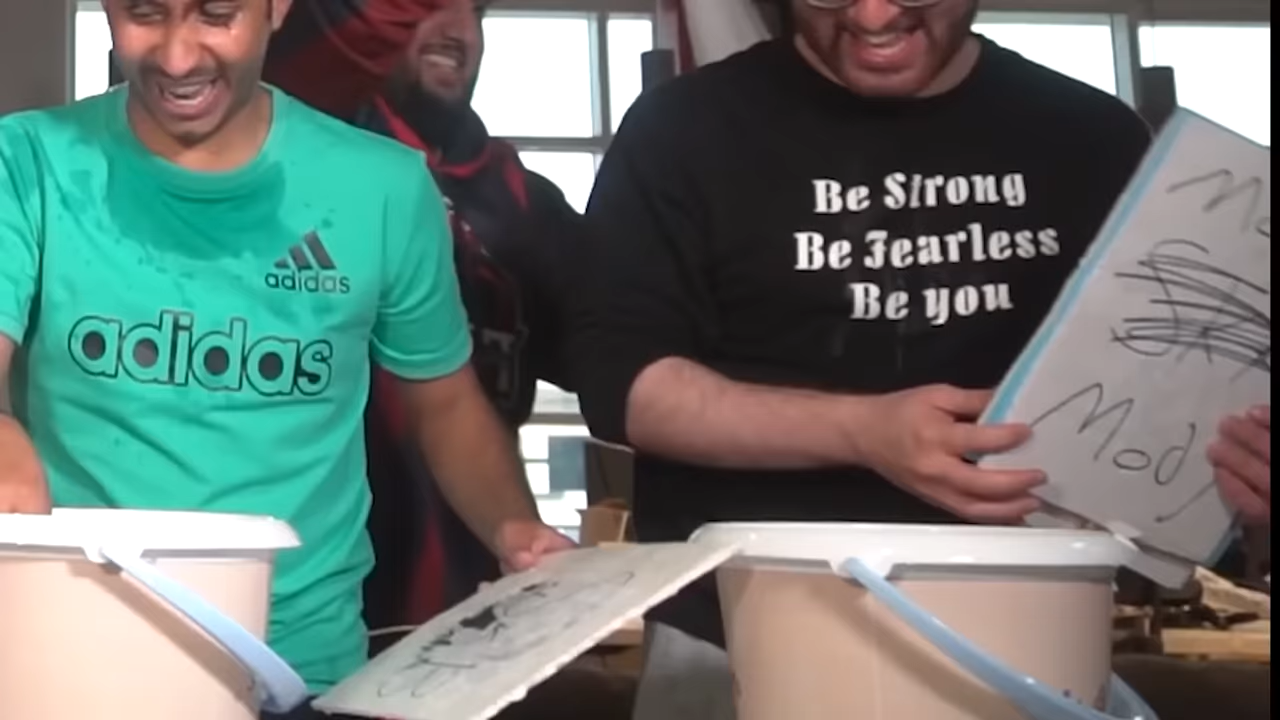 adidas
adidas
Be Strong
Be Fearless
Be you
Mod